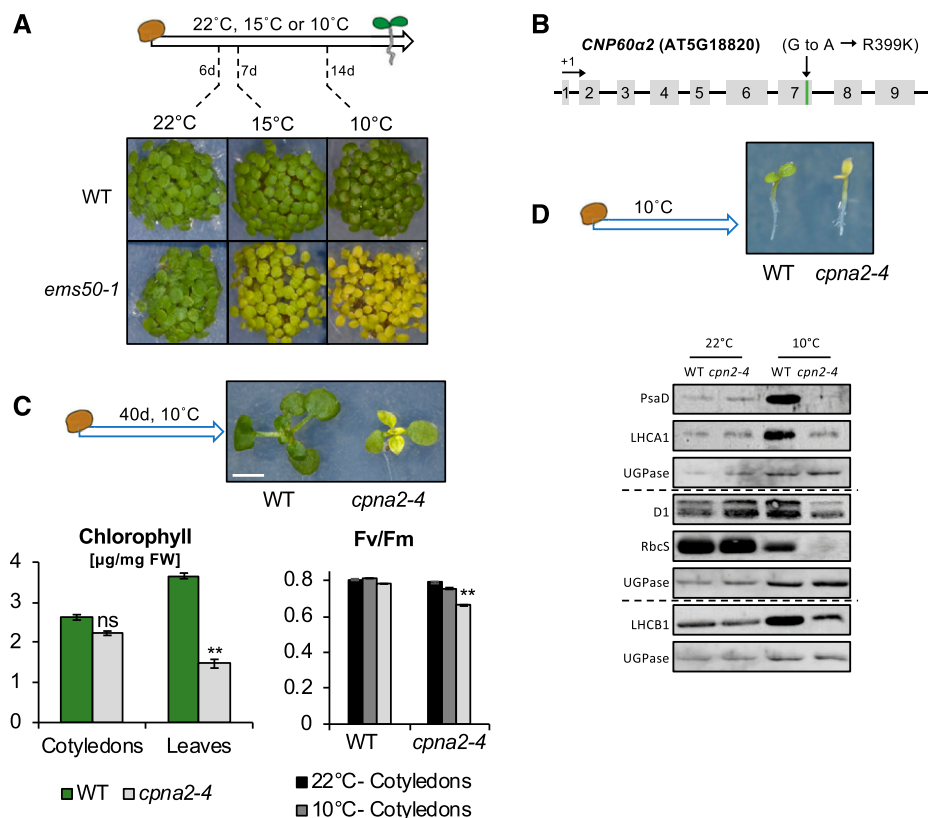 A
22˚C, 15˚C or 10˚C
6d
7d
14d
22°C
15°C
10°C
WT
ems50-1
B
CNP60α2 (AT5G18820)
(G to A → R399K)
+1
1 2 3 4 5 6 7 8 9
C
40d, 10˚C
WT
cpna2-4
Chlorophyll
[µg/mg FW]
4
3
2
1
0
ns
**
Cotyledons
Leaves
WT
cpna2-4
Fv/Fm
0.8
0.6
0.4
0.2
0
**
WT
cpna2-4
22°C- Cotyledons
10°C- Cotyledons
D
10˚C
WT
cpna2-4
22°C
10°C
WT cpn2-4
WT cpn2-4
PsaD
LHCA1
UGPase
D1
RbcS
UGPase
LHCB1
UGPase